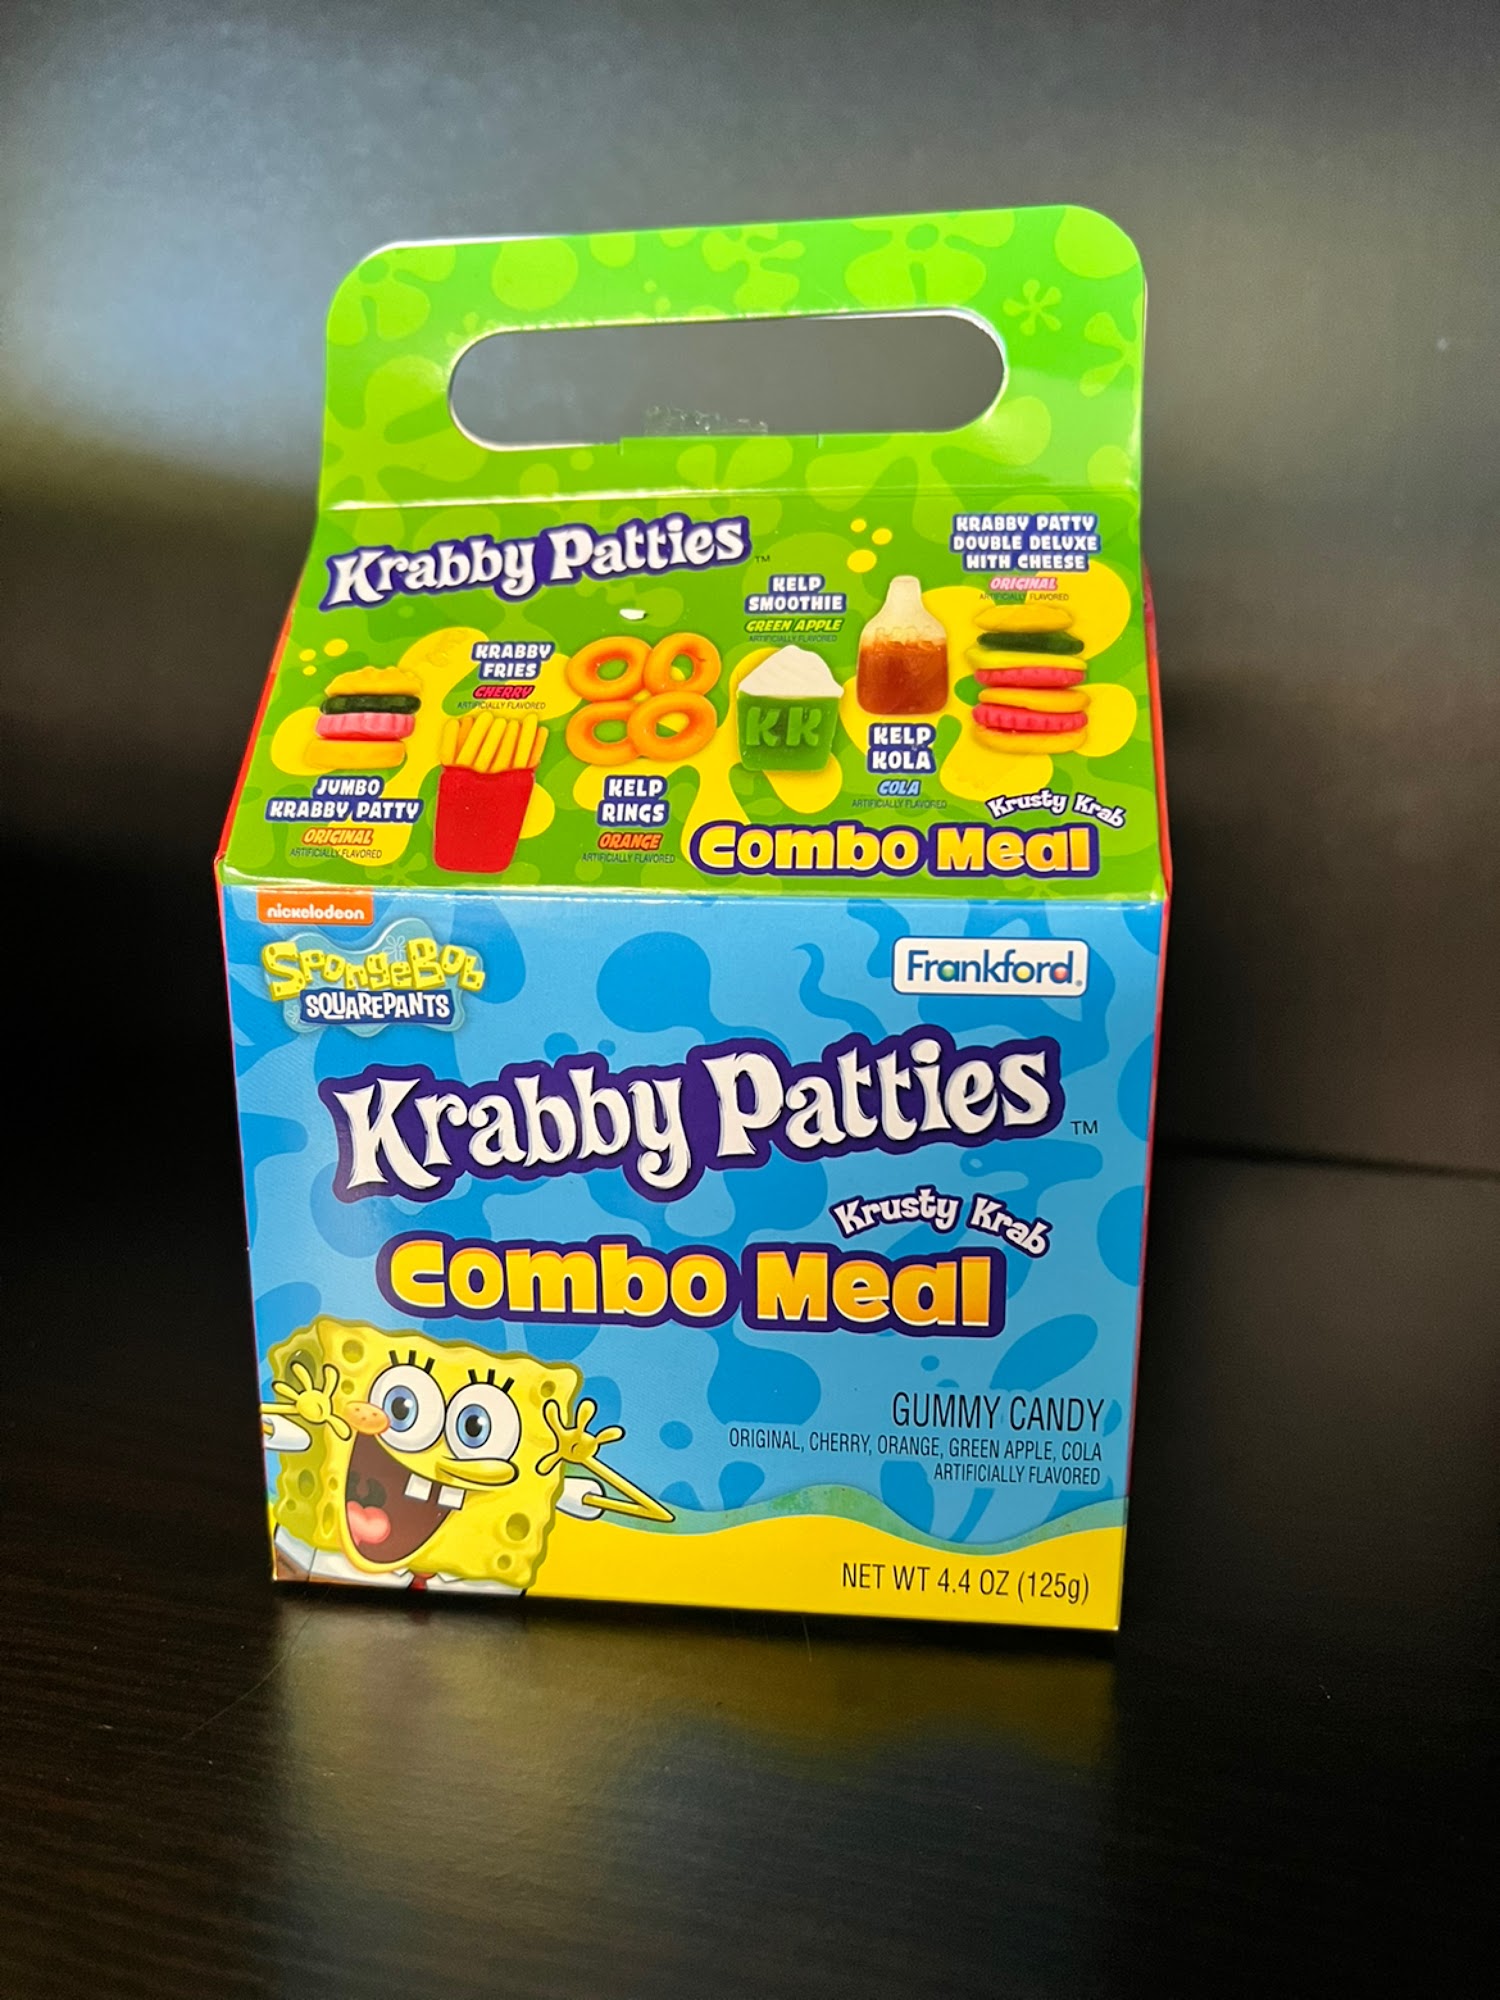 Krabby Patties™
KRABBY PATTY
DOUBLE DELUXE
WITH CHEESE
ORIGINAL
ARTIFICIALLY FLAVORED
KELP
SMOOTHIE
GREEN APPLE
ARTIFICIALLY FLAVORED
KRABBY
FRIES
CHERRY
ARTIFICIALLY FLAVORED
KK
KELP
KOLA
COLA
ARTIFICIALLY FLAVORED
JUMBO
KRABBY PATTY
ORIGINAL
ARTIFICIALLY FLAVORED
KELP
RINGS
ORANGE
ARTIFICIALLY FLAVORED
Krusty Krab
Combo Meal
nickelodeon
SpongeBob
SQUAREPANTS
Frankford®
Krabby Patties™
Krusty Krab
Combo Meal
GUMMY CANDY
ORIGINAL, CHERRY, ORANGE, GREEN APPLE, COLA
ARTIFICIALLY FLAVORED
NET WT 4.4 OZ (125g)